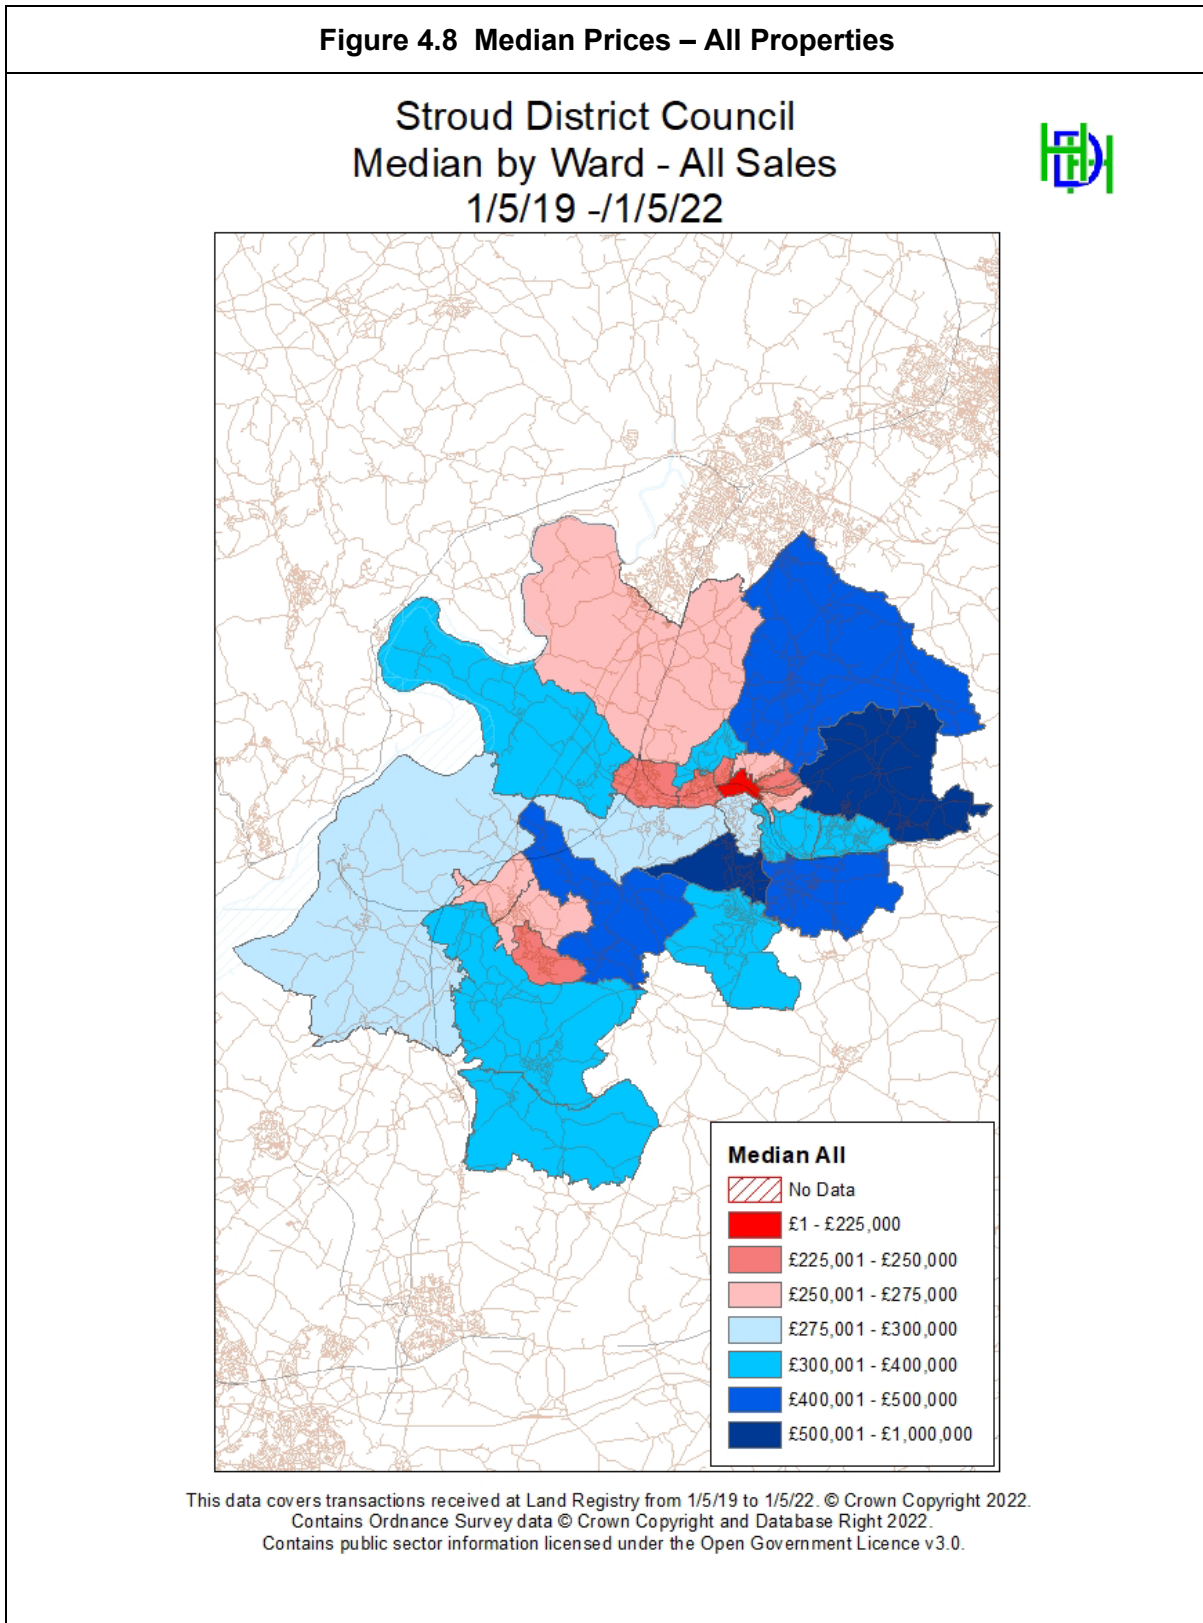 Figure 4.8 Median Prices – All Properties
Stroud District Council
Median by Ward - All Sales
1/5/19 -/1/5/22
HDH
Median All
No Data
£1 - £225,000
£225,001 - £250,000
£250,001 - £275,000
£275,001 - £300,000
£300,001 - £400,000
£400,001 - £500,000
£500,001 - £1,000,000
This data covers transactions received at Land Registry from 1/5/19 to 1/5/22. © Crown Copyright 2022.
Contains Ordnance Survey data © Crown Copyright and Database Right 2022.
Contains public sector information licensed under the Open Government Licence v3.0.